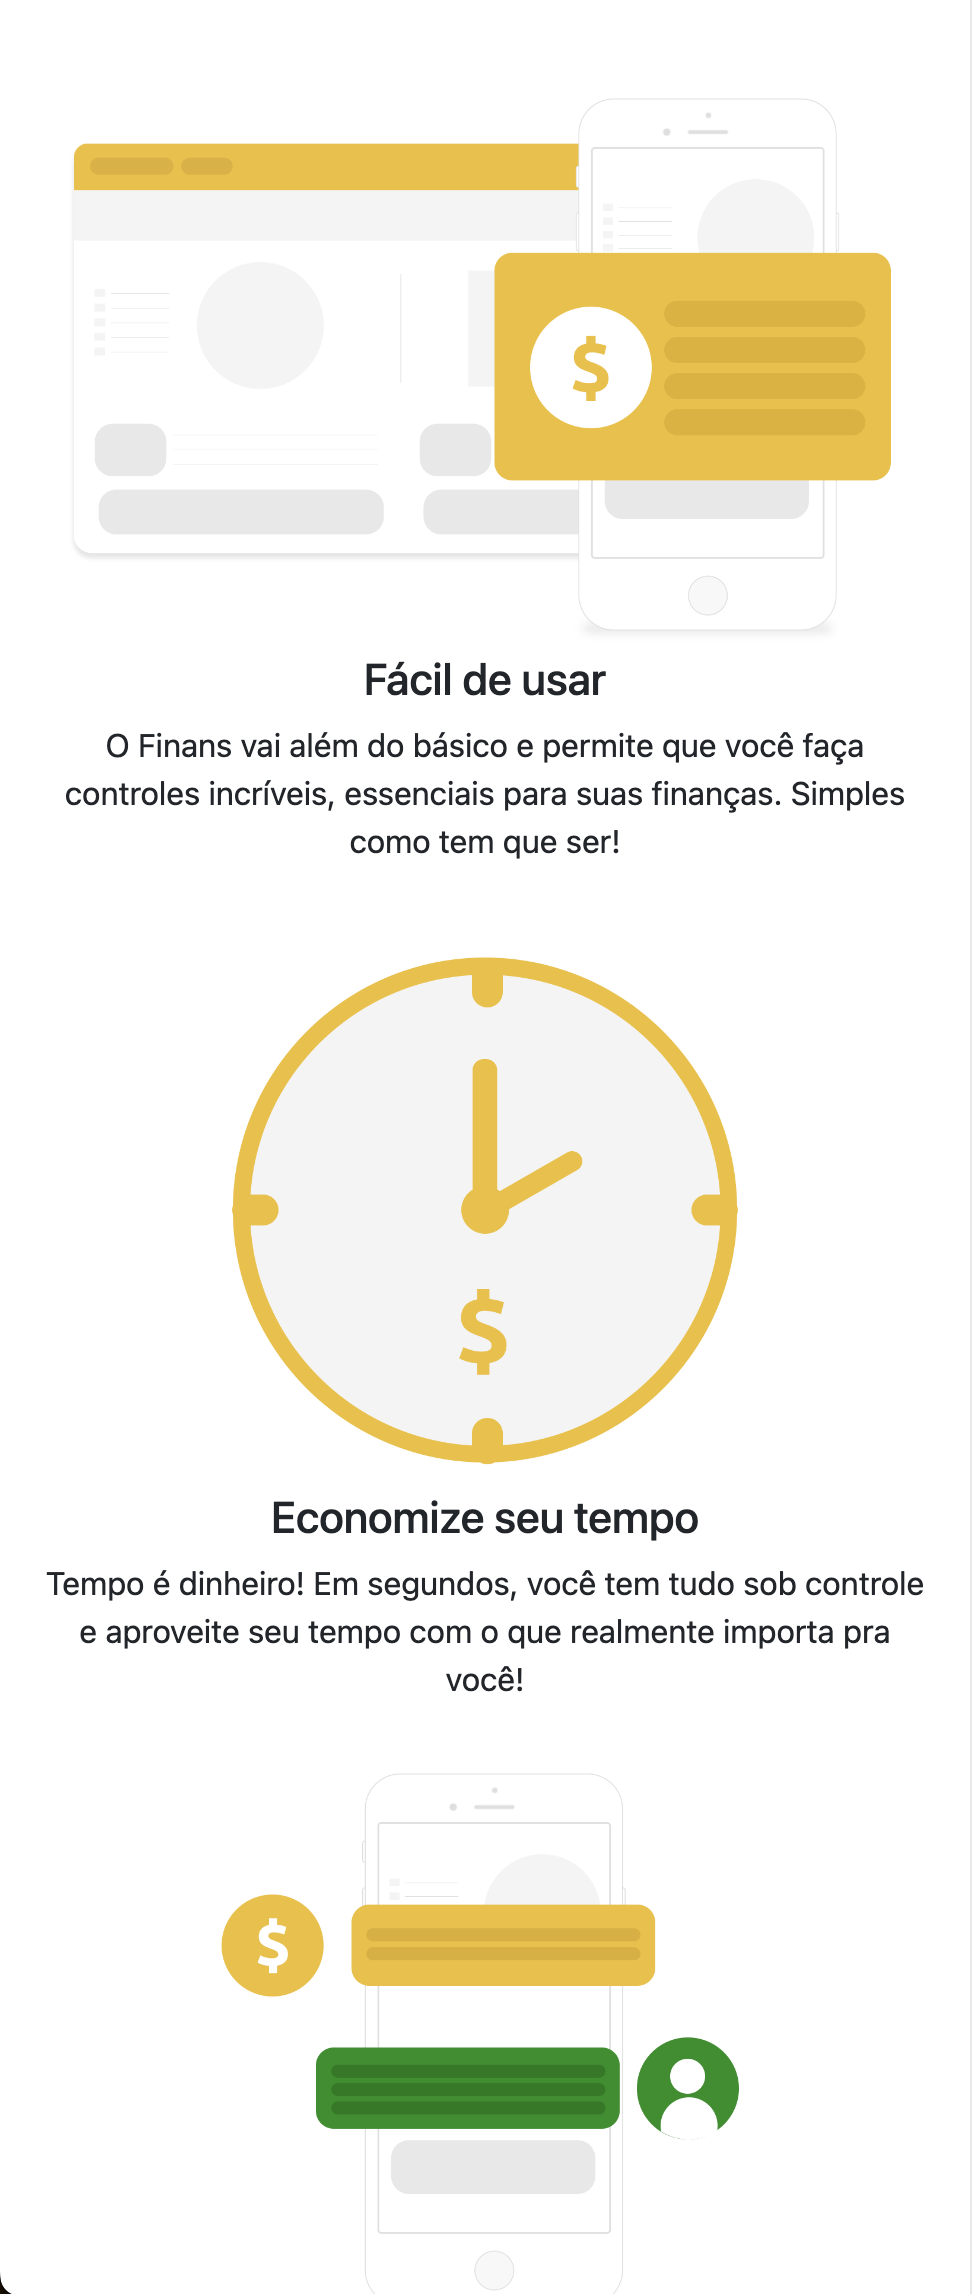 $
Fácil de usar
O Finans vai além do básico e permite que você faça
controles incríveis, essenciais para suas finanças. Simples
como tem que ser!
$
Economize seu tempo
Tempo é dinheiro! Em segundos, você tem tudo sob controle
e aproveite seu tempo com o que realmente importa pra
você!
$